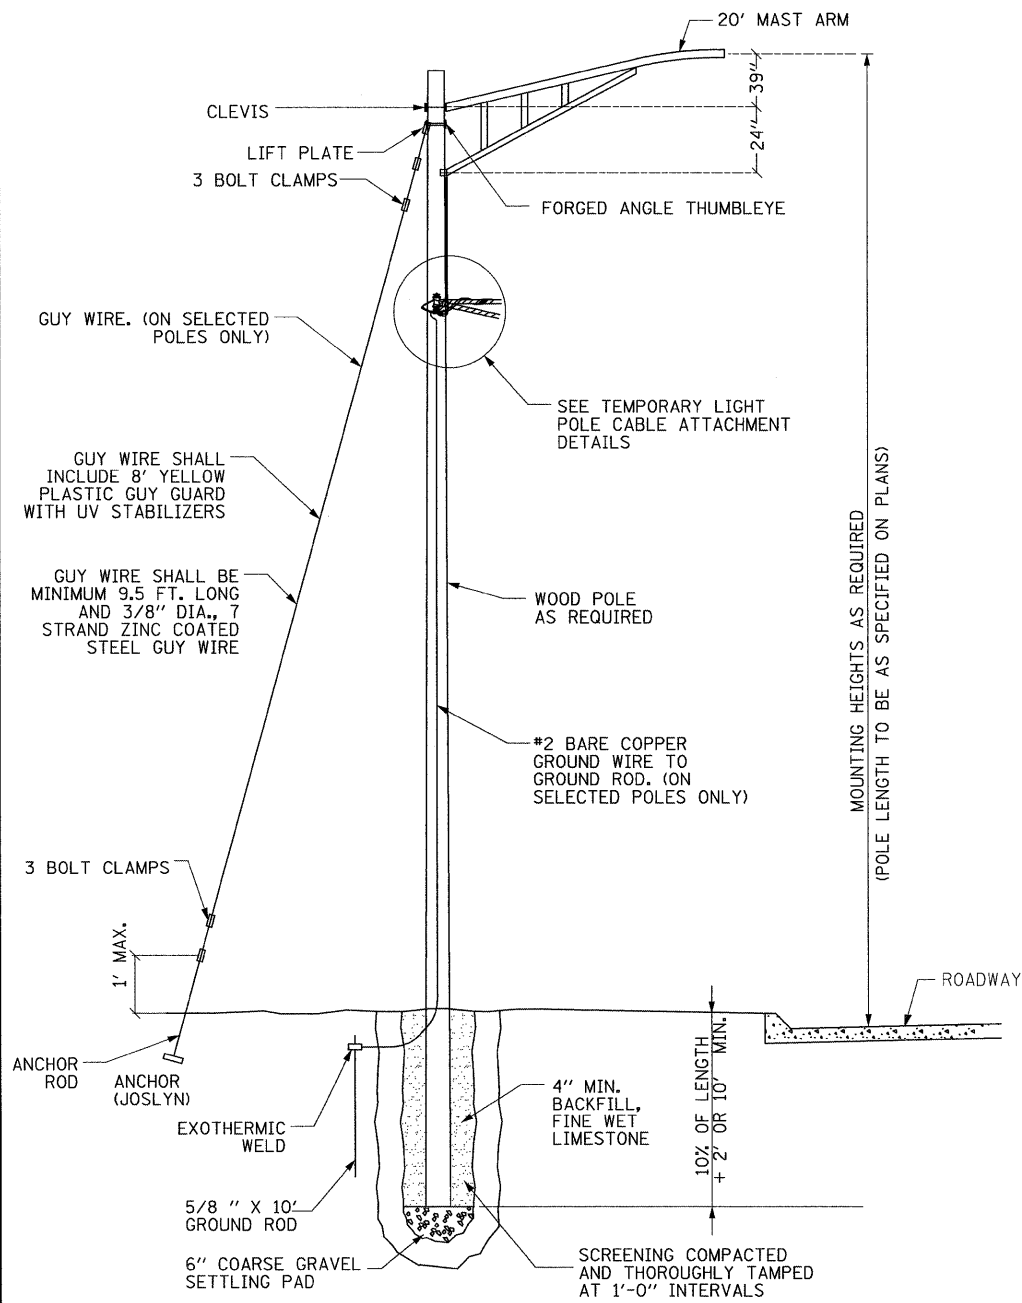 20' MAST ARM
39"
CLEVIS
24"
LIFT PLATE
3 BOLT CLAMPS
FORGED ANGLE THUMBLEYE
GUY WIRE. (ON SELECTED
POLES ONLY)
SEE TEMPORARY LIGHT
POLE CABLE ATTACHMENT
DETAILS
GUY WIRE SHALL
INCLUDE 8' YELLOW
PLASTIC GUY GUARD
WITH UV STABILIZERS
GUY WIRE SHALL BE
MINIMUM 9.5 FT. LONG
AND 3/8" DIA., 7
STRAND ZINC COATED
STEEL GUY WIRE
WOOD POLE
AS REQUIRED
MOUNTING HEIGHTS AS REQUIRED
(POLE LENGTH TO BE AS SPECIFIED ON PLANS)
#2 BARE COPPER
GROUND WIRE TO
GROUND ROD. (ON
SELECTED POLES ONLY)
3 BOLT CLAMPS
1' MAX.
ROADWAY
ANCHOR
ROD
ANCHOR
(JOSLYN)
EXOTHERMIC
WELD
4" MIN.
BACKFILL,
FINE WET
LIMESTONE
10% OF LENGTH
+ 2' OR 10' MIN.
5/8 " X 10'
GROUND ROD
6" COARSE GRAVEL
SETTLING PAD
SCREENING COMPACTED
AND THOROUGHLY TAMPED
AT 1'-0" INTERVALS